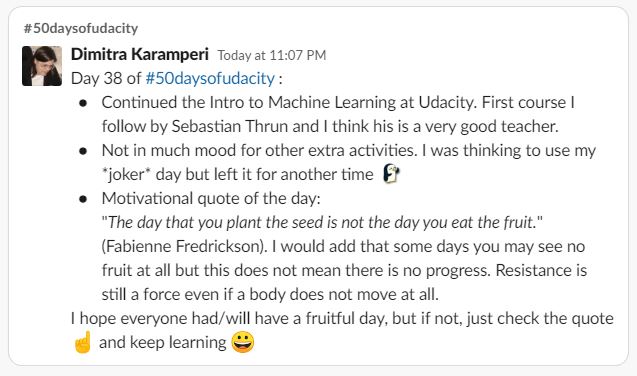 #50daysofudacity
Dimitra Karamperi Today at 11:07 PM
Day 38 of #50daysofudacity :
• Continued the Intro to Machine Learning at Udacity. First course I
follow by Sebastian Thrun and I think his is a very good teacher.
• Not in much mood for other extra activities. I was thinking to use my
*joker* day but left it for another time
• Motivational quote of the day:
"The day that you plant the seed is not the day you eat the fruit."
(Fabienne Fredrickson). I would add that some days you may see no
fruit at all but this does not mean there is no progress. Resistance is
still a force even if a body does not move at all.
I hope everyone had/will have a fruitful day, but if not, just check the quote
☝ and keep learning 😀